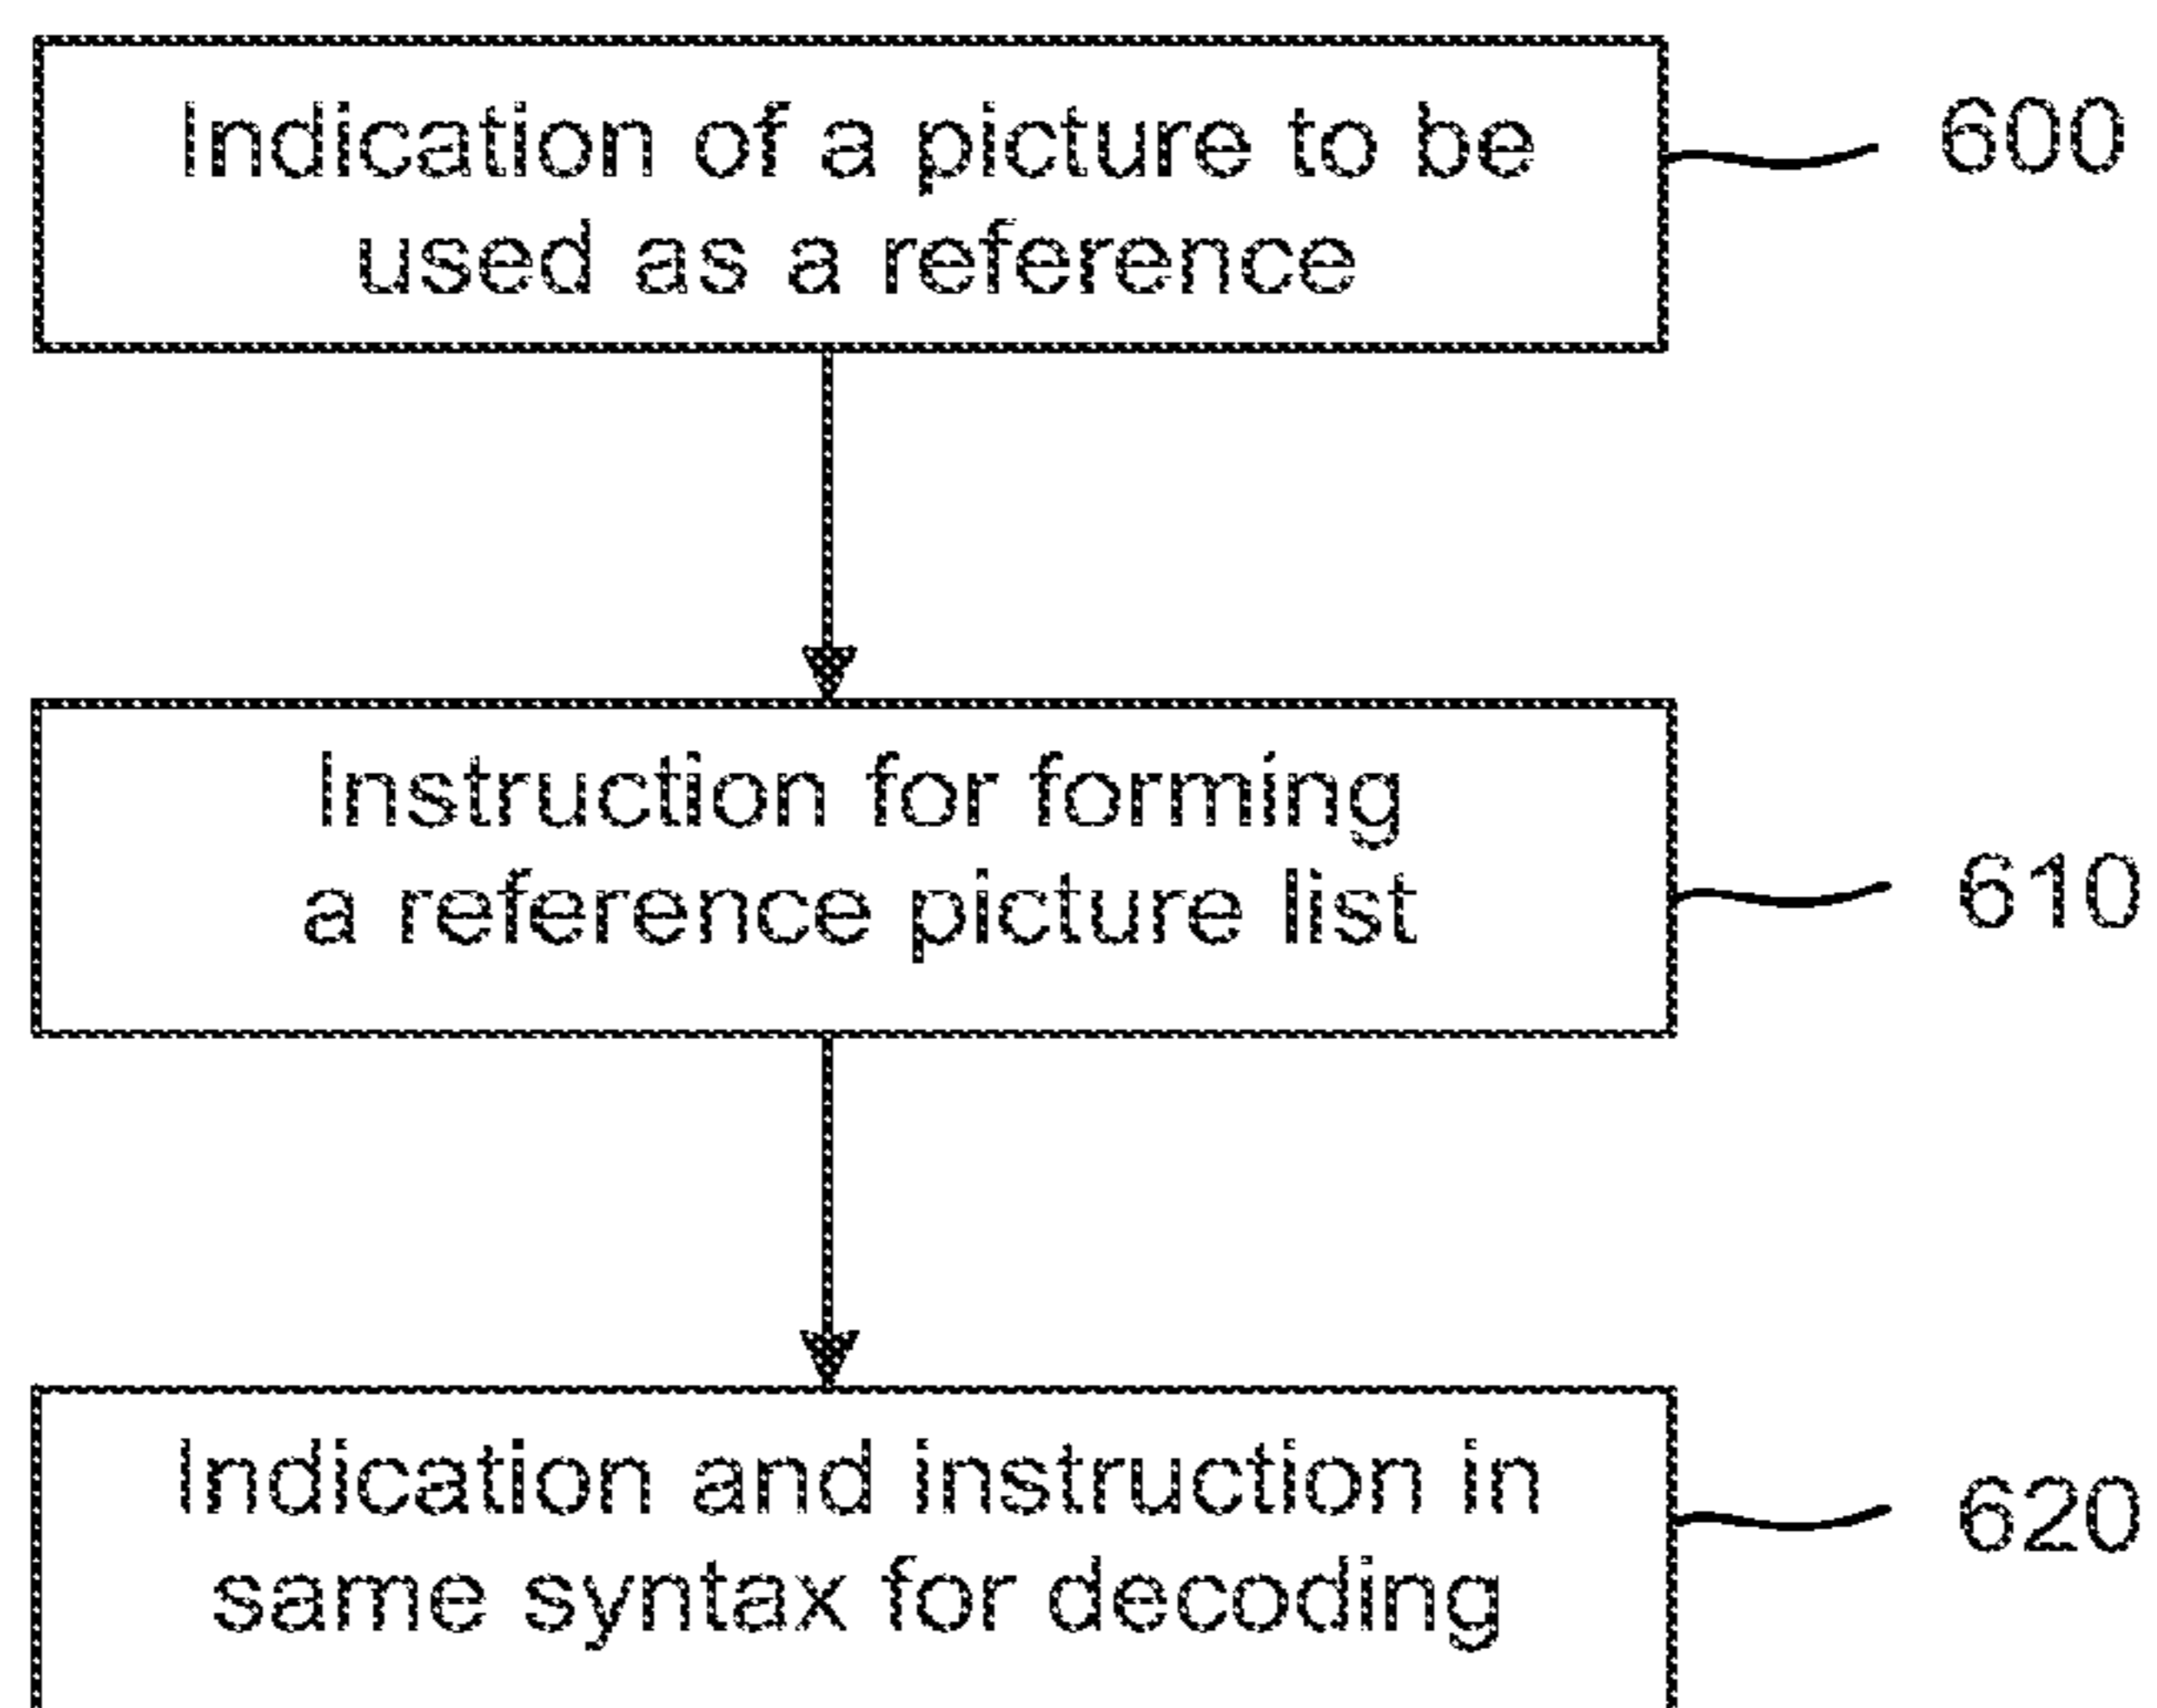 Indication of a picture to be
used as a reference
600
Instruction for forming
a reference picture list
610
Indication and instruction in
same syntax for decoding
620